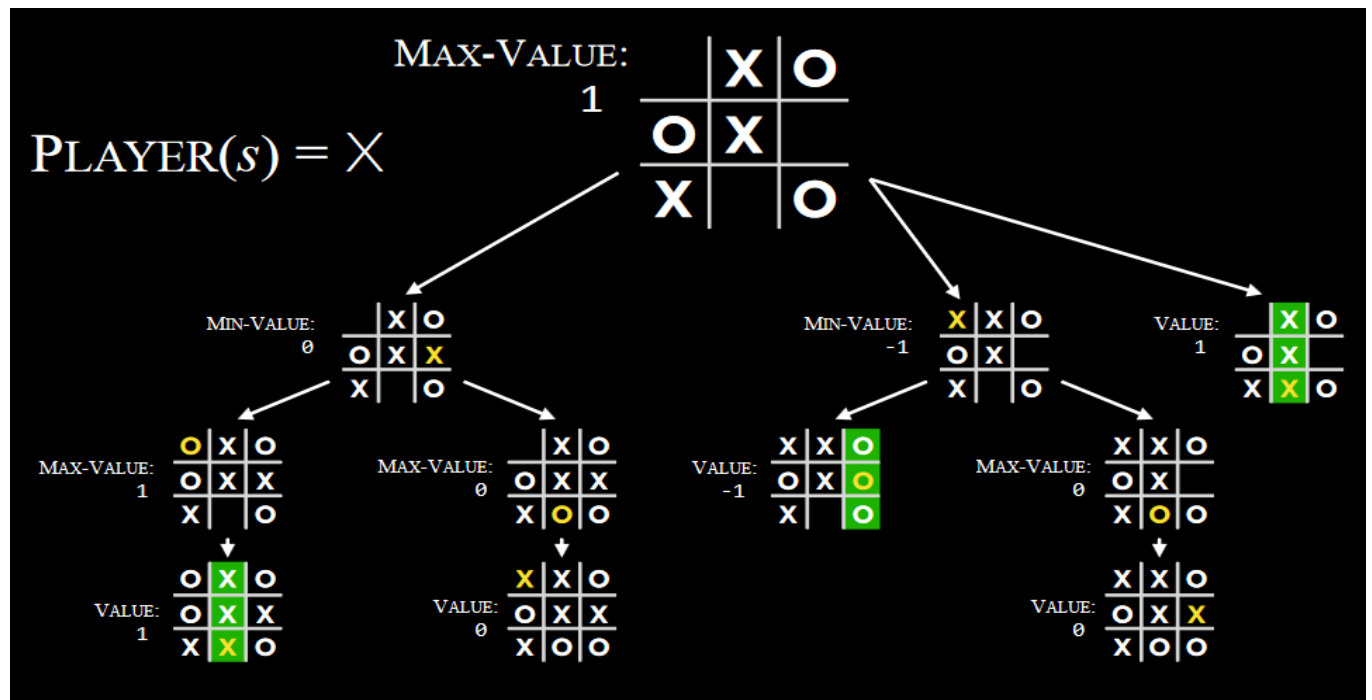 MAX-VALUE:
1
X O
O X
X O
PLAYER(s) = X
MIN-VALUE:
0
X O
O X X
X O
MIN-VALUE:
-1
X X O
O X
X O
VALUE:
1
X O
O X
X X O
MAX-VALUE:
1
O X O
O X X
X O
MAX-VALUE:
0
X O
O X X
X O O
VALUE:
-1
X X O
O X O
X O
MAX-VALUE:
0
X X O
O X
X O O
VALUE:
1
O X O
O X X
X X O
VALUE:
0
X X O
O X X
X O O
VALUE:
0
X X O
O X X
X O O